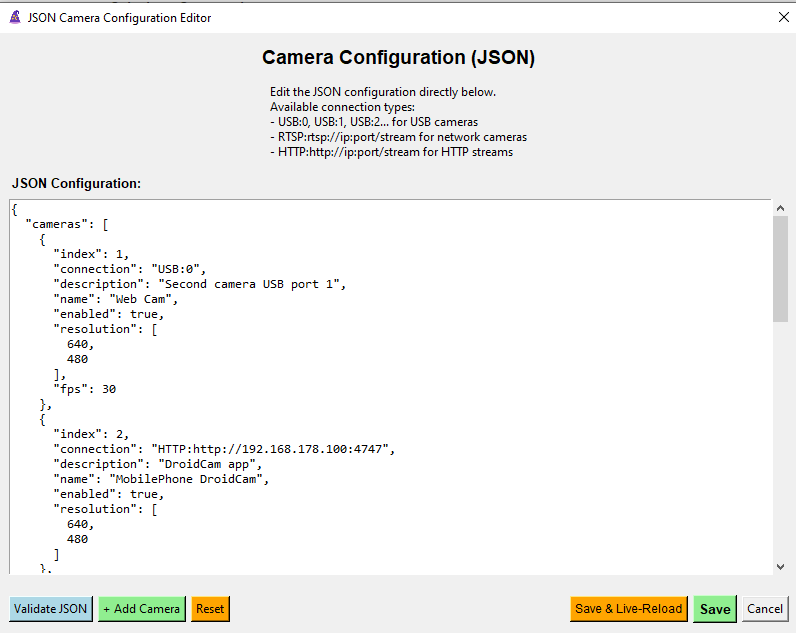 JSON Camera Configuration Editor
Camera Configuration (JSON)
Edit the JSON configuration directly below.
Available connection types:
- USB:0, USB:1, USB:2... for USB cameras
- RTSP:rtsp://ip:port/stream for network cameras
- HTTP:http://ip:port/stream for HTTP streams
JSON Configuration:
{
  "cameras": [
    {
      "index": 1,
      "connection": "USB:0",
      "description": "Second camera USB port 1",
      "name": "Web Cam",
      "enabled": true,
      "resolution": [
        640,
        480
      ],
      "fps": 30
    },
    {
      "index": 2,
      "connection": "HTTP:http://192.168.178.100:4747",
      "description": "DroidCam app",
      "name": "MobilePhone DroidCam",
      "enabled": true,
      "resolution": [
        640,
        480
      ]
    },
Validate JSON + Add Camera Reset Save & Live-Reload Save Cancel